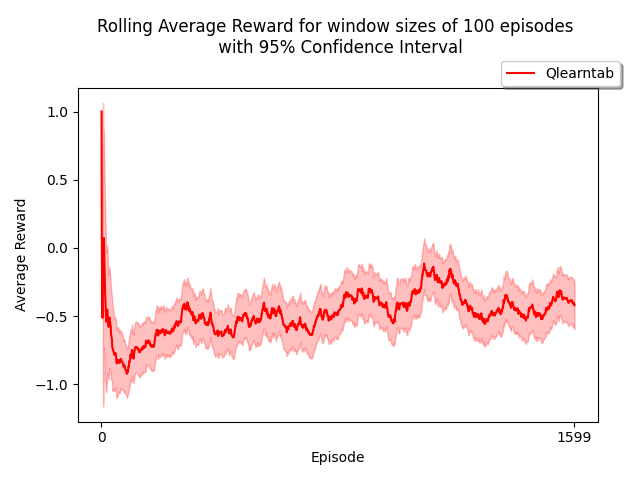 Rolling Average Reward for window sizes of 100 episodes
with 95% Confidence Interval
Qlearntab
1.0
0.5
0.0
−0.5
−1.0
Average Reward
0 1599
Episode